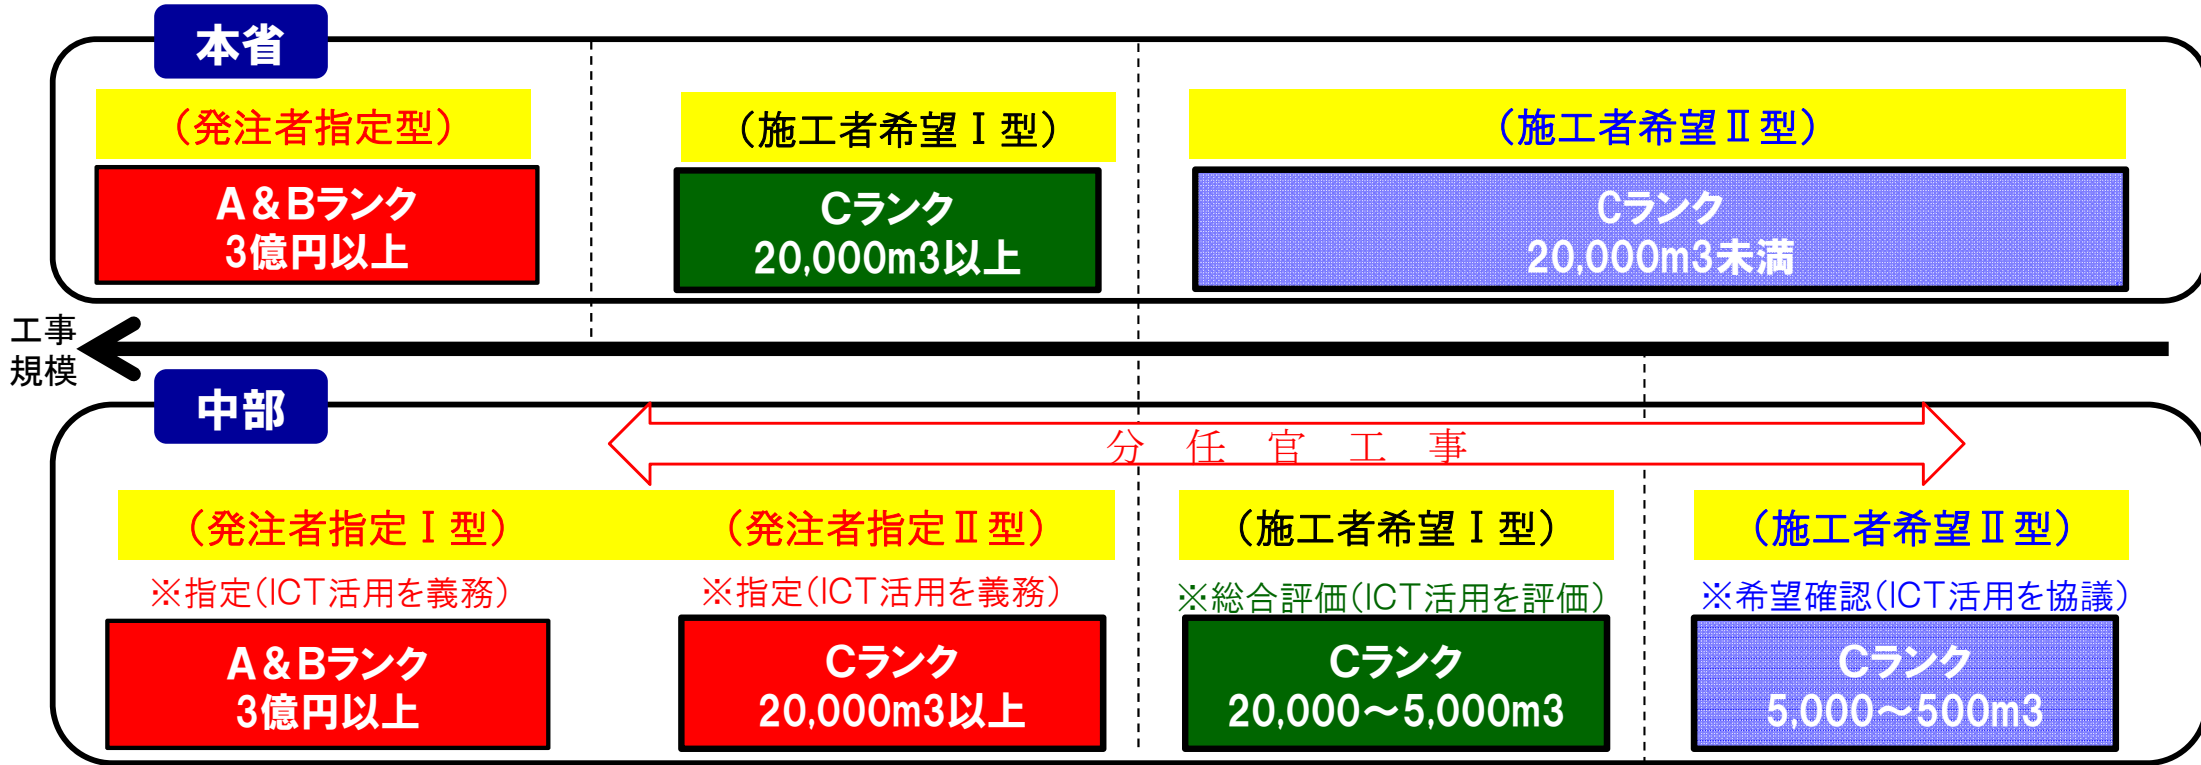 本省
（発注者指定型）
（施工者希望Ⅰ型）
（施工者希望Ⅱ型）
A＆Bランク
3億円以上
Cランク
20,000m3以上
Cランク
20,000m3未満
工事
規模
中部
分任官工事
（発注者指定Ⅰ型）
（発注者指定Ⅱ型）
（施工者希望Ⅰ型）
（施工者希望Ⅱ型）
※指定(ICT活用を義務)
※指定(ICT活用を義務)
※総合評価(ICT活用を評価)
※希望確認(ICT活用を協議)
A＆Bランク
3億円以上
Cランク
20,000m3以上
Cランク
20,000～5,000m3
Cランク
5,000～500m3